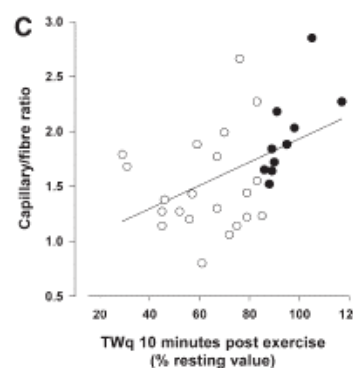 C
3.0
2.5
2.0
1.5
1.0
0.5
Capillary/fibre ratio
20 40 60 80 100 120
TWq 10 minutes post exercise
(% resting value)